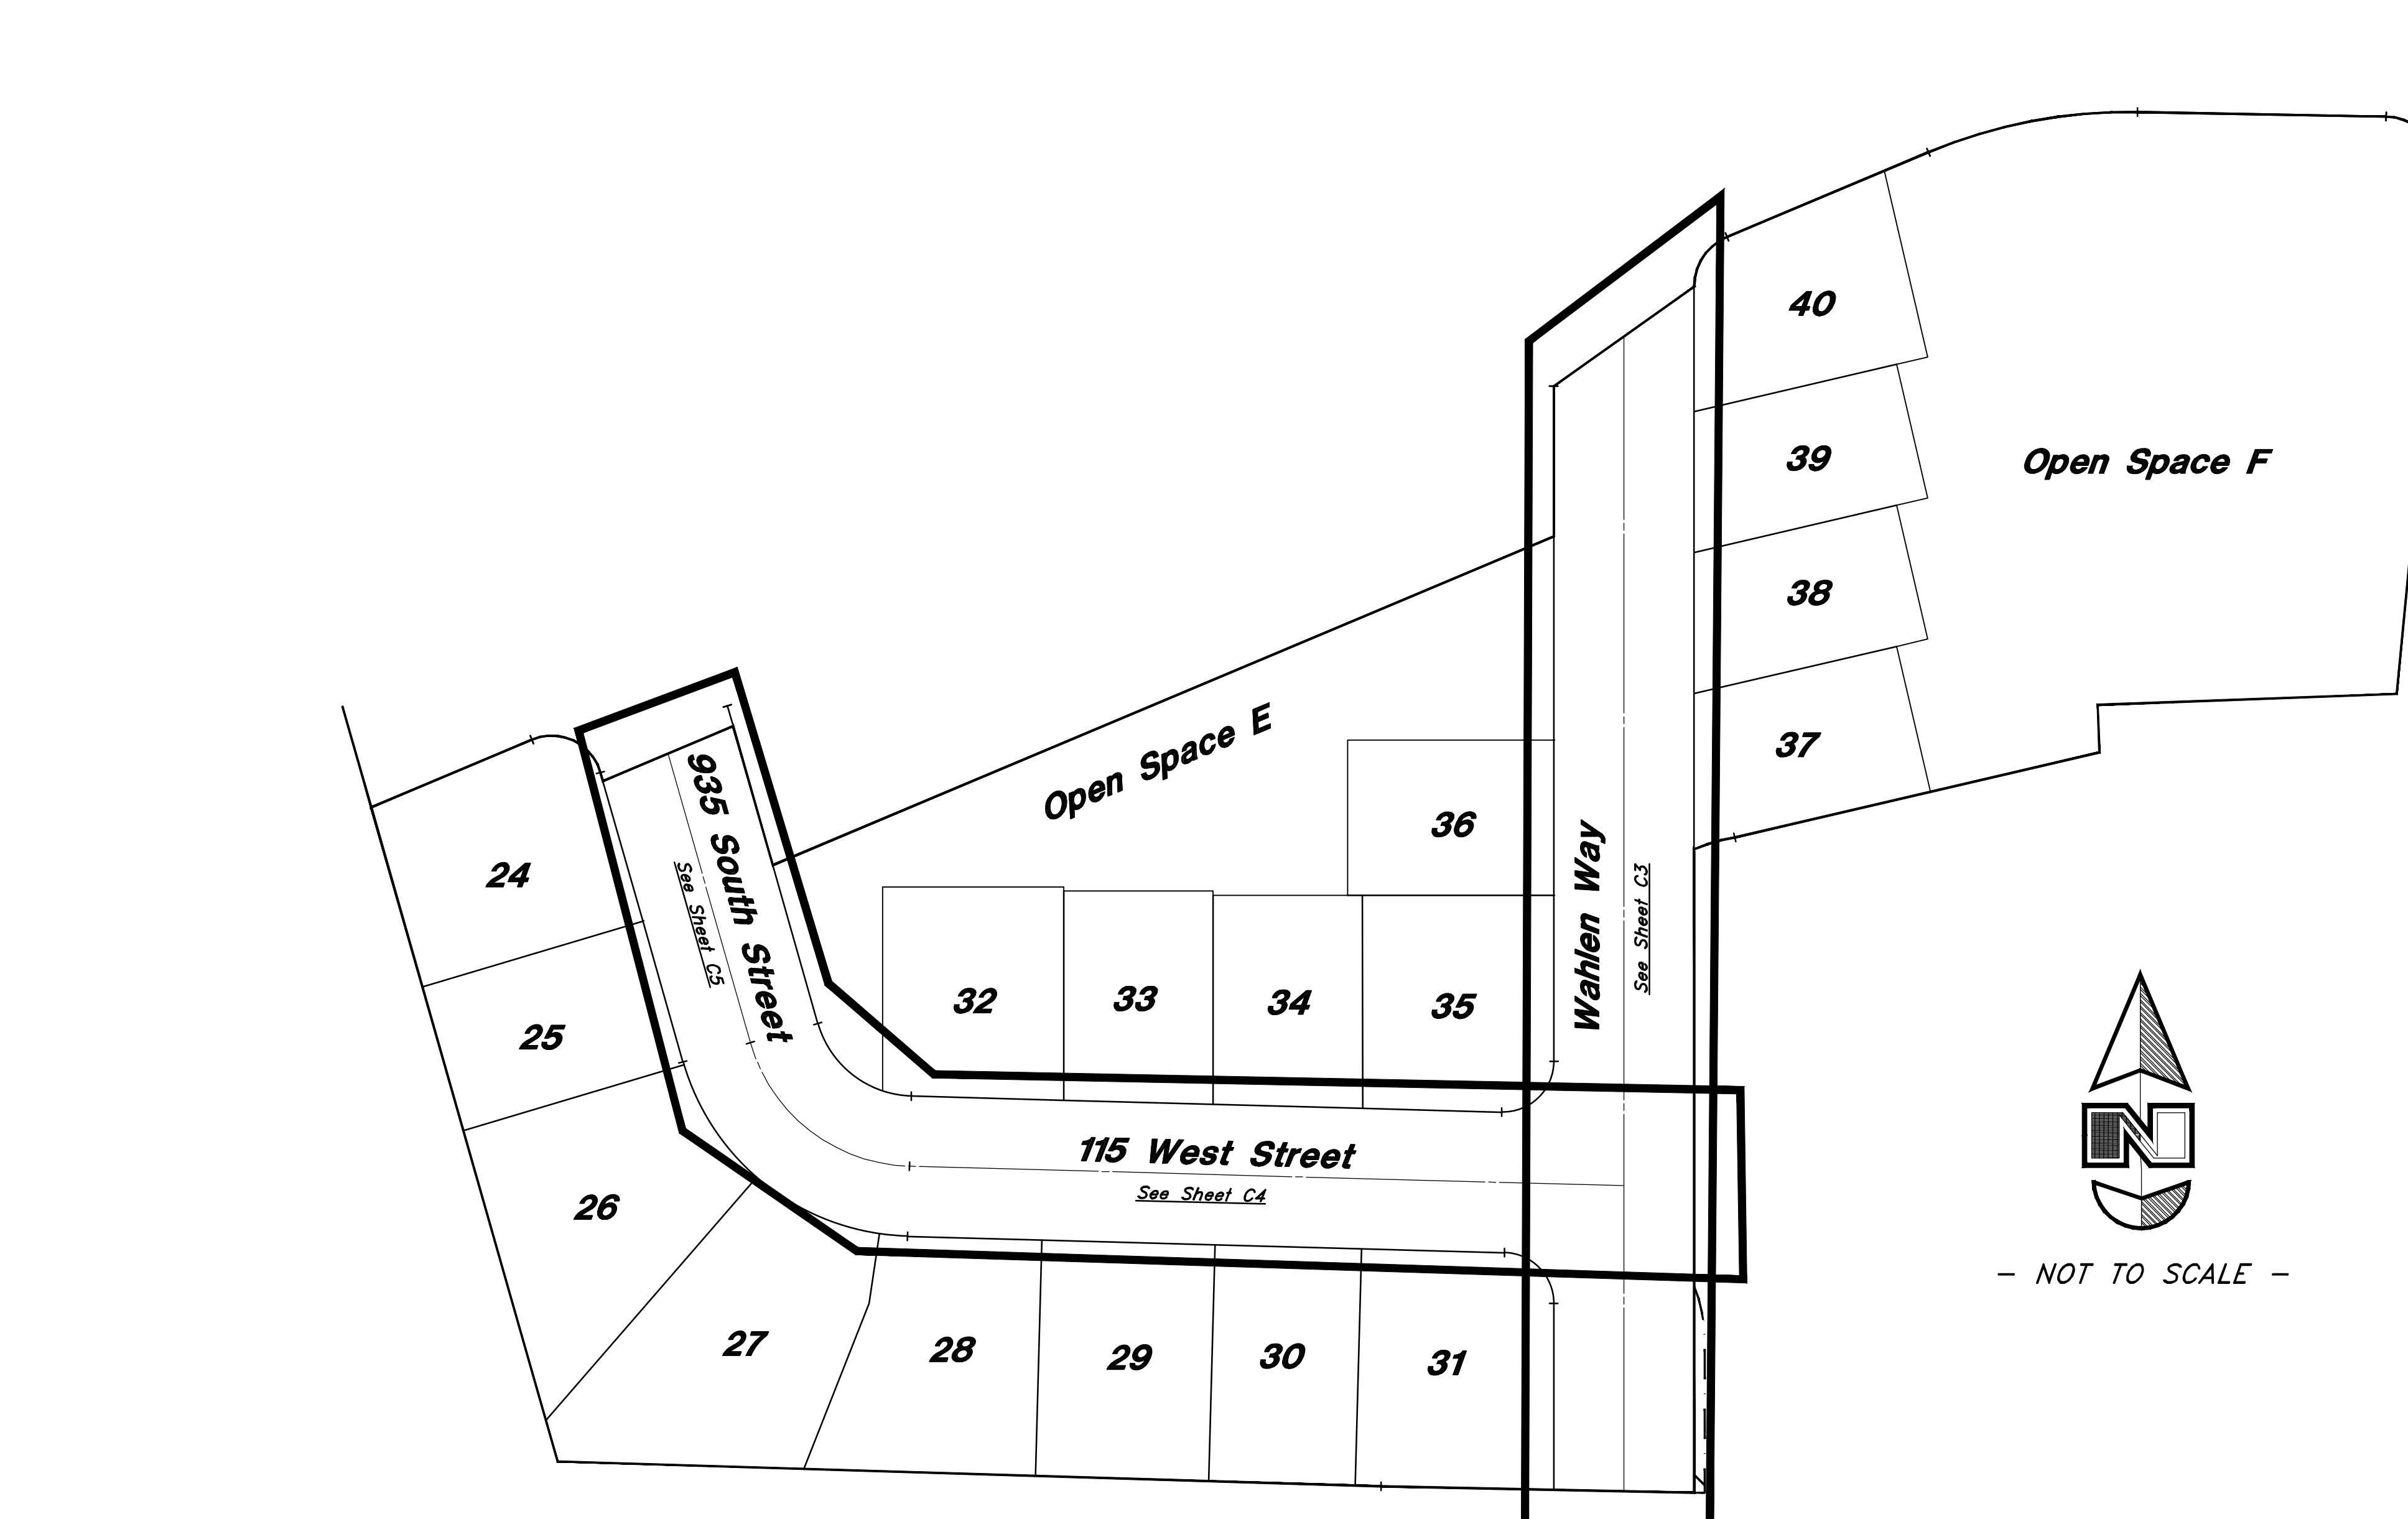 40
39
Open Space F
38
37
Open Space E
36
935 South Street
See Sheet C5
24
25
32
33
34
35
Wahlen Way
See Sheet C3
115 West Street
See Sheet C4
26
27
28
29
30
31
N
- NOT TO SCALE -